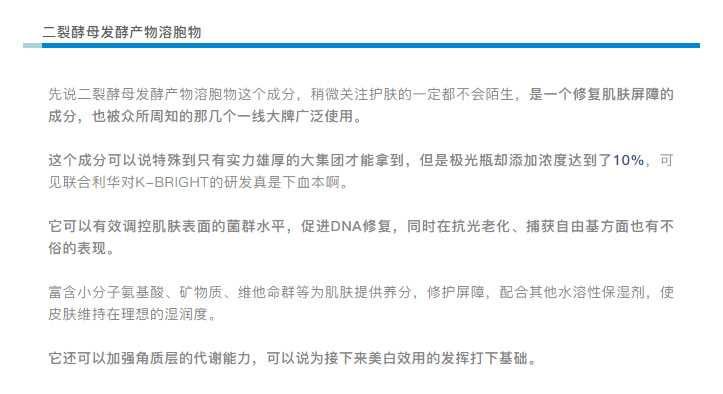 二裂酵母发酵产物溶胞物
先说二裂酵母发酵产物溶胞物这个成分，稍微关注护肤的一定都不会陌生，是一个修复肌肤屏障的
成分，也被众所周知的那几个一线大牌广泛使用。
这个成分可以说特殊到只有实力雄厚的大集团才能拿到，但是极光瓶却添加浓度达到了10%，可
见联合利华对K-BRIGHT的研发真是下血本啊。
它可以有效调控肌肤表面的菌群水平，促进DNA修复，同时在抗光老化、捕获自由基方面也有不
俗的表现。
富含小分子氨基酸、矿物质、维他命群等为肌肤提供养分，修护屏障，配合其他水溶性保湿剂，使
皮肤维持在理想的湿润度。
它还可以加强角质层的代谢能力，可以说为接下来美白效用的发挥打下基础。